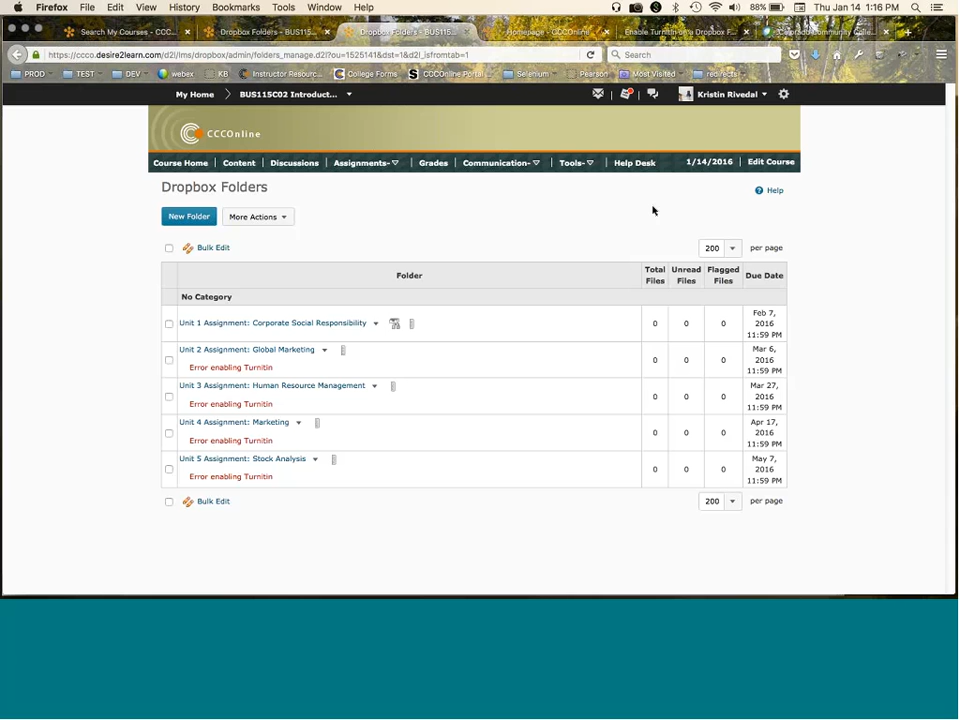 Firefox File Edit View History Bookmarks Tools Window Help 88% Thu Jan 14 1:16 PM
Search My Courses - CCC... Dropbox Folders - BUS115... Dropbox Folders - BUS115... Homepage - CCCOnline Enable Turnitin on a Dropbox F... Colorado Community Colle...
https://ccco.desire2learn.com/d2l/lms/dropbox/admin/folders_manage.d2l?ou=1525141&dst=1&d2l_isfromtab=1 Search
PROD TEST DEV webex KB Instructor Resourc... College Forms CCCOnline Portal Selenium Pearson Most Visited redirects
My Home BUS115C02 Introduct... Kristin Rivedal
CCCOnline
Course Home Content Discussions Assignments- Grades Communication- Tools- Help Desk 1/14/2016 Edit Course
Dropbox Folders
Help
New Folder More Actions
Bulk Edit 200 per page
Folder Total Files Unread Files Flagged Files Due Date
No Category
Unit 1 Assignment: Corporate Social Responsibility 0 0 0 Feb 7, 2016 11:59 PM
Unit 2 Assignment: Global Marketing 0 0 0 Mar 6, 2016 11:59 PM
Error enabling Turnitin
Unit 3 Assignment: Human Resource Management 0 0 0 Mar 27, 2016 11:59 PM
Error enabling Turnitin
Unit 4 Assignment: Marketing 0 0 0 Apr 17, 2016 11:59 PM
Error enabling Turnitin
Unit 5 Assignment: Stock Analysis 0 0 0 May 7, 2016 11:59 PM
Error enabling Turnitin
Bulk Edit 200 per page